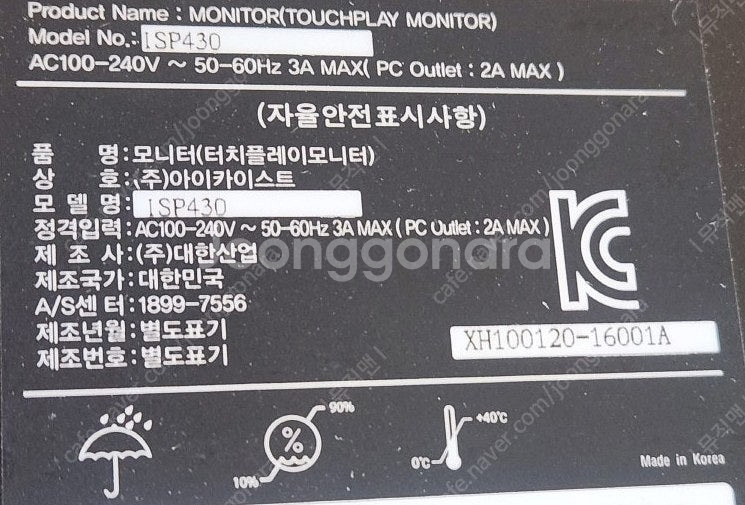 Product Name : MONITOR(TOUCHPLAY MONITOR)
Model No.: ISP430
AC100-240V ~ 50-60Hz 3A MAX( PC Outlet : 2A MAX )
(자율안전표시사항)
품 명:모니터(터치플레이모니터)
상 호:(주)아이카이스트
모 델 명: ISP430
정격입력:AC100-240V ~ 50-60Hz 3A MAX ( PC Outlet : 2A MAX )
제 조 사:(주)대한산업
제조국가:대한민국
A/S센 터:1899-7556
제조년월:별도표기
제조번호:별도표기
XH100120-16001A
90%
%
10%
+40℃
0℃
Made in Korea
joonggonara
cafe.naver.com/joonggonara